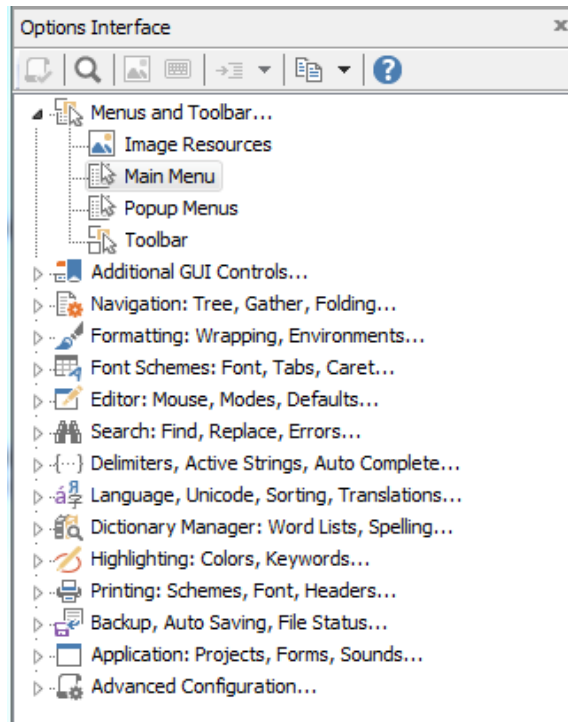 Options Interface
Menus and Toolbar...
Image Resources
Main Menu
Popup Menus
Toolbar
Additional GUI Controls...
Navigation: Tree, Gather, Folding...
Formatting: Wrapping, Environments...
Font Schemes: Font, Tabs, Caret...
Editor: Mouse, Modes, Defaults...
Search: Find, Replace, Errors...
Delimiters, Active Strings, Auto Complete...
Language, Unicode, Sorting, Translations...
Dictionary Manager: Word Lists, Spelling...
Highlighting: Colors, Keywords...
Printing: Schemes, Font, Headers...
Backup, Auto Saving, File Status...
Application: Projects, Forms, Sounds...
Advanced Configuration...